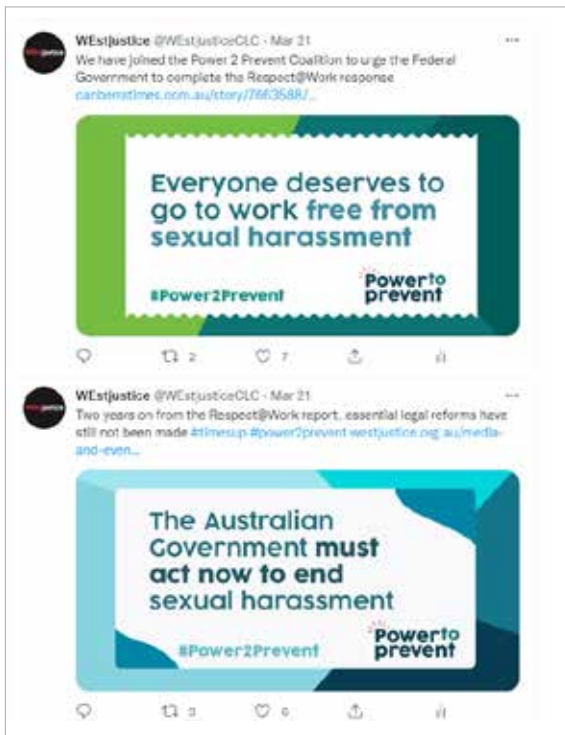 WEstjustice @WEstjusticeCLC · Mar 21
We have joined the Power 2 Prevent Coalition to urge the Federal
Government to complete the Respect@Work response
canberratimes.com.au/story/7663588/...
Everyone deserves to
go to work free from
sexual harassment
#Power2Prevent
Power to
prevent
2
7
WEstjustice @WEstjusticeCLC · Mar 21
Two years on from the Respect@Work report, essential legal reforms have
still not been made #timesup #power2prevent westjustice.org.au/media-
and-even...
The Australian
Government must
act now to end
sexual harassment
#Power2Prevent
Power to
prevent
3
6